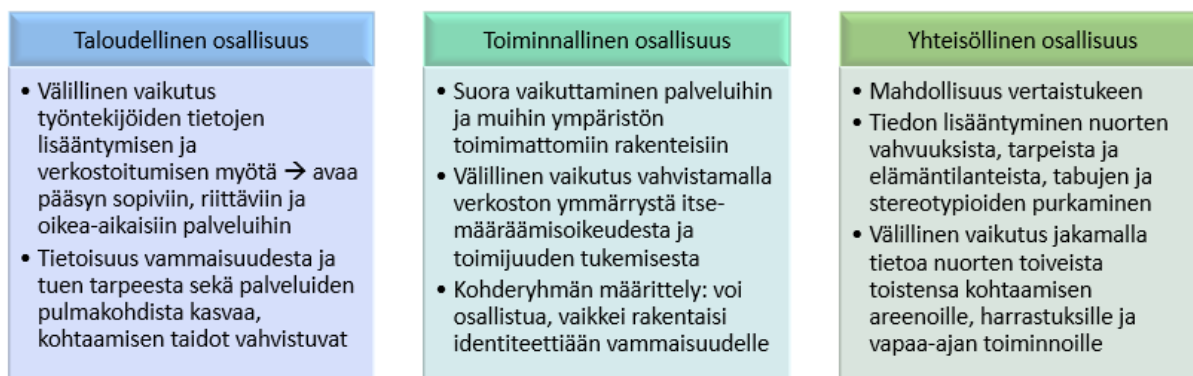 Taloudellinen osallisuus
• Välillinen vaikutus
työntekijöiden tietojen
lisääntymisen ja
verkostoitumisen myötä → avaa
pääsyn sopiviin, riittäviin ja
oikea-aikaisiin palveluihin
• Tietoisuus vammaisuudesta ja
tuen tarpeesta sekä palveluiden
pulmakohdista kasvaa,
kohtaamisen taidot vahvistuvat
Toiminnallinen osallisuus
• Suora vaikuttaminen palveluihin
ja muihin ympäristön
toimimattomiin rakenteisiin
• Välillinen vaikutus vahvistamalla
verkoston ymmärrystä itse-
määräämisoikeudesta ja
toimijuuden tukemisesta
• Kohderyhmän määrittely: voi
osallistua, vaikkei rakentaisi
identiteettiään vammaisuudelle
Yhteisöllinen osallisuus
• Mahdollisuus vertaistukeen
• Tiedon lisääntyminen nuorten
vahvuuksista, tarpeista ja
elämäntilanteista, tabujen ja
stereotypioiden purkaminen
• Välillinen vaikutus jakamalla
tietoa nuorten toiveista
toistensa kohtaamisen
areenoille, harrastuksille ja
vapaa-ajan toiminnoille